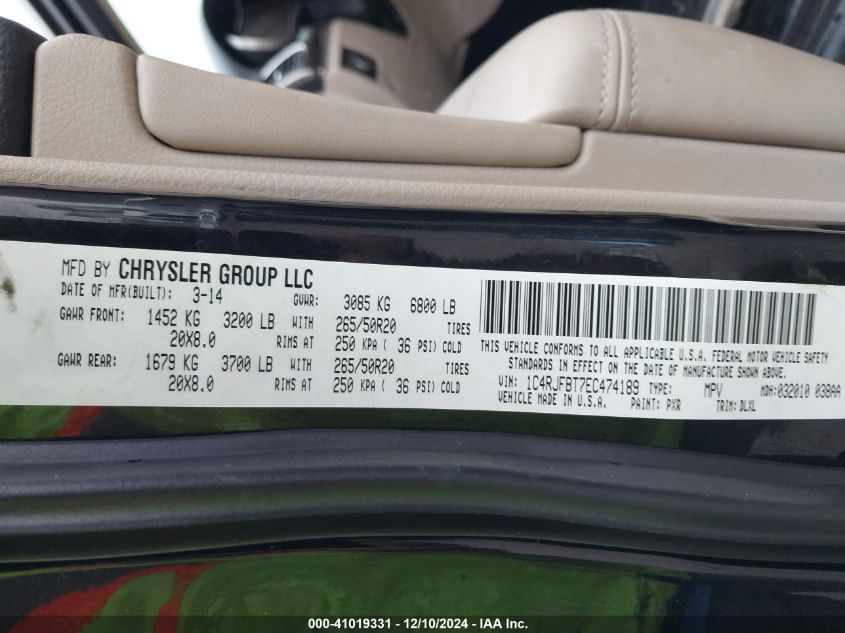 MFD BY CHRYSLER GROUP LLC
DATE OF MFR(BUILT): 3-14 GVWR: 3085 KG 6800 LB
GAWR FRONT: 1452 KG 3200 LB WITH 265/50R20 TIRES
20X8.0 RIMS AT 250 KPA ( 36 PSI) COLD
GAWR REAR: 1679 KG 3700 LB WITH 265/50R20 TIRES
20X8.0 RIMS AT 250 KPA ( 36 PSI) COLD
THIS VEHICLE CONFORMS TO ALL APPLICABLE U.S.A. FEDERAL MOTOR VEHICLE SAFETY
STANDARDS IN EFFECT ON THE DATE OF MANUFACTURE SHOWN ABOVE.
VIN: 1C4RJFBT7EC474189 TYPE: MPV MDH:032010 038AA
VEHICLE MADE IN U.S.A. PAINT: PXR TRIM: DLXL
000-41019331 - 12/10/2024 - IAA Inc.